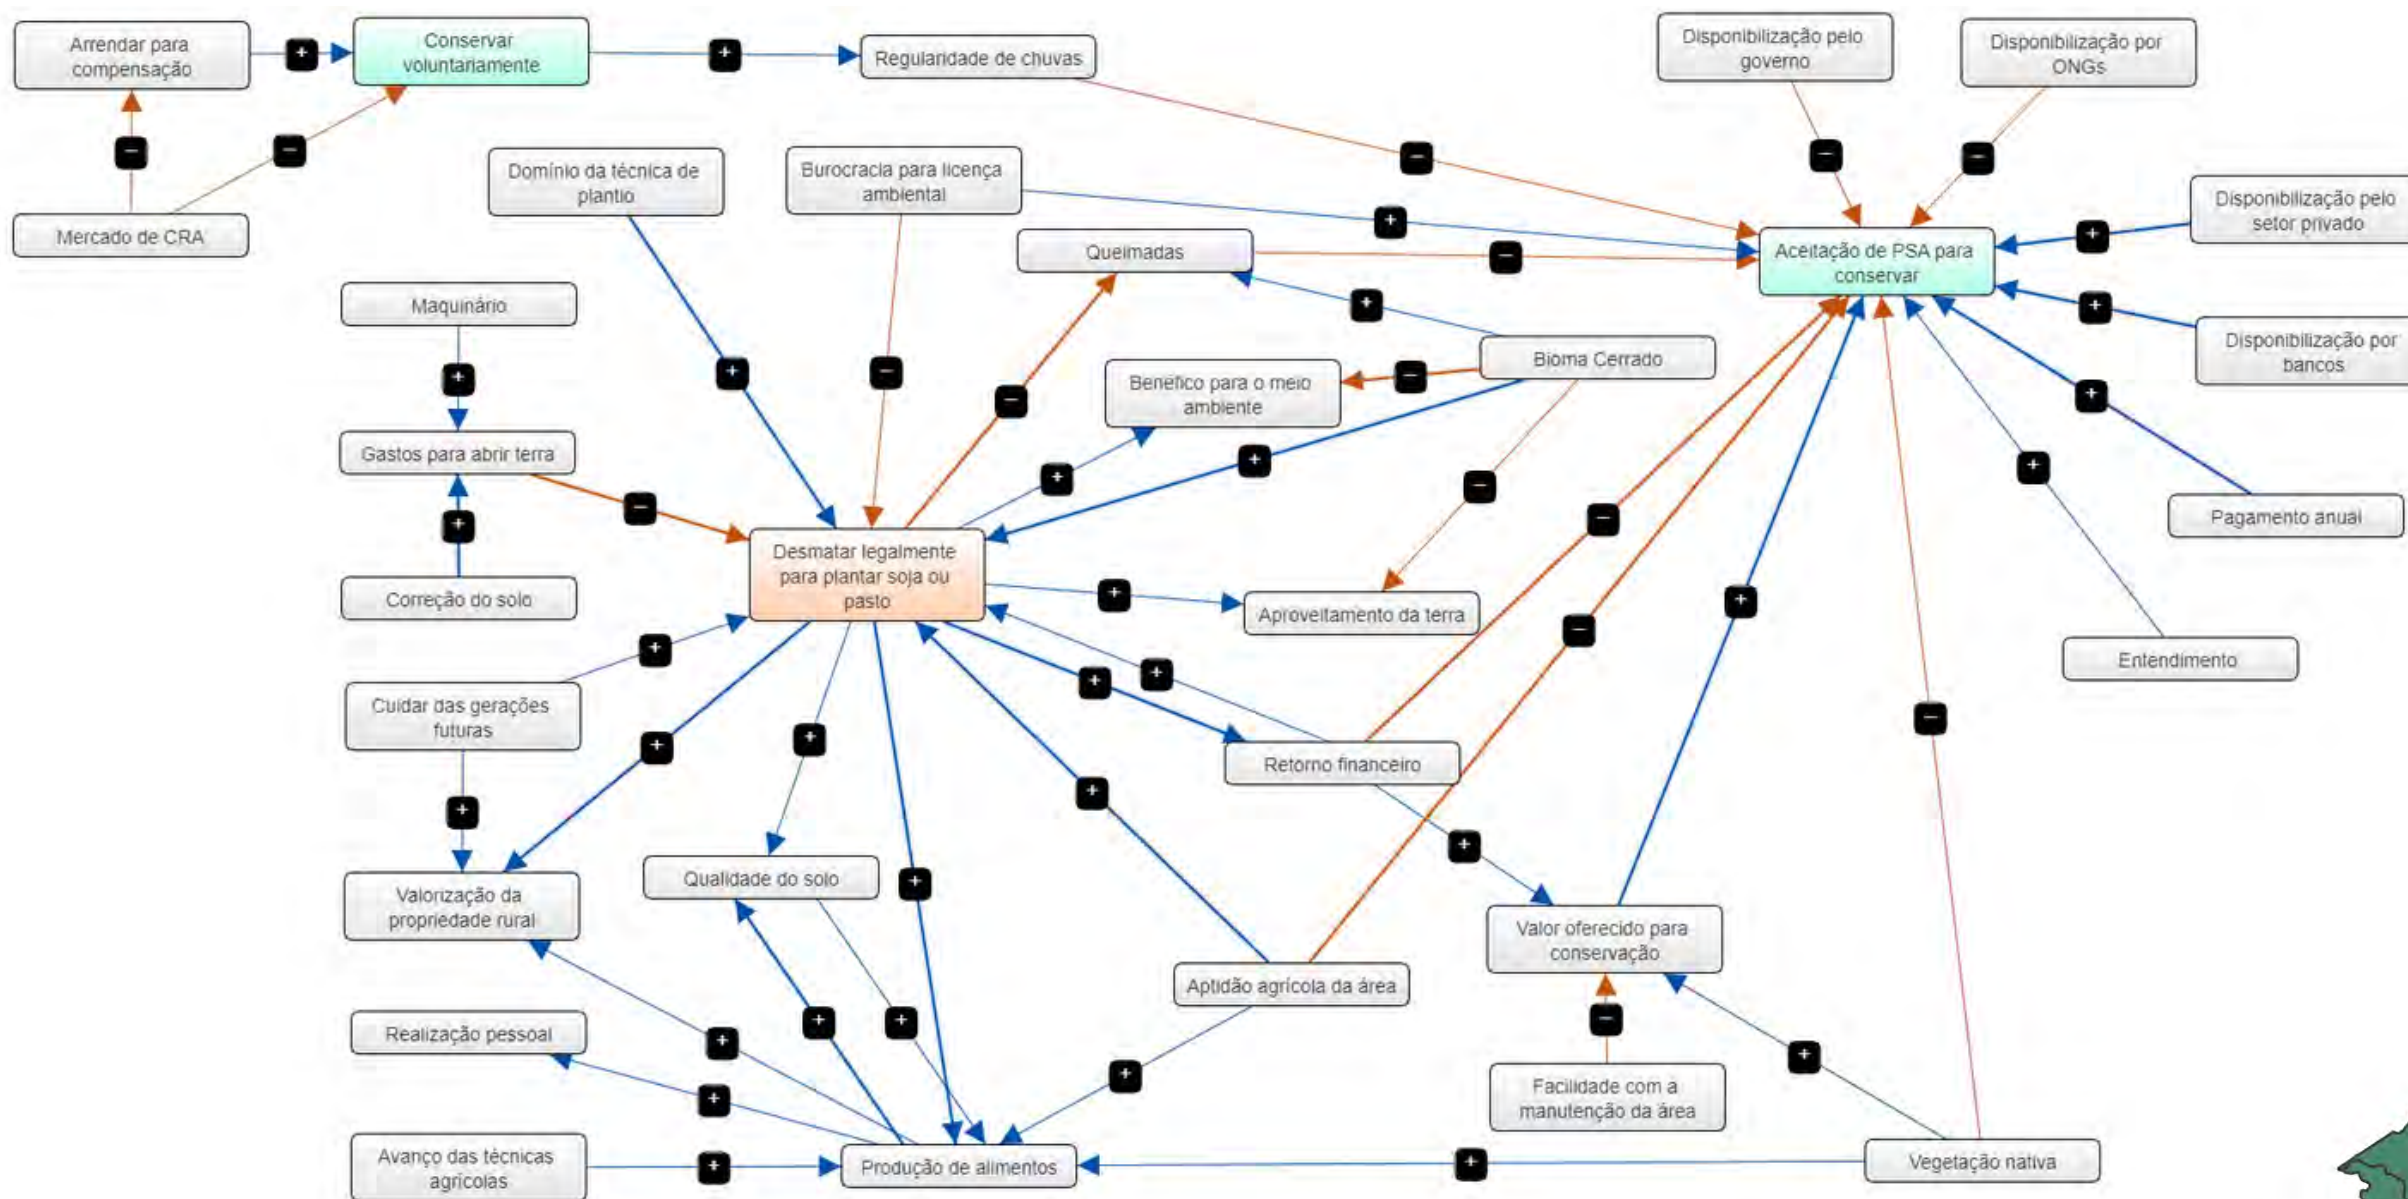 Arrendar para
compensação
+
Conservar
voluntariamente
+
Regularidade de chuvas
Disponibilização pelo
governo
Disponibilização por
ONGs
−
−
Mercado de CRA
Domínio da técnica de
plantio
Burocracia para licença
ambiental
−
−
−
+
Queimadas
−
Aceitação de PSA para
conservar
+
Disponibilização pelo
setor privado
Maquinário
+
+
Disponibilização por
bancos
+
+
−
−
Benéfico para o meio
ambiente
−
Bioma Cerrado
+
Gastos para abrir terra
+
−
+
+
−
−
+
Correção do solo
Desmatar legalmente
para plantar soja ou
pasto
+
Aproveitamento da terra
−
+
Pagamento anual
Entendimento
+
Cuidar das gerações
futuras
+
+
+
+
Retorno financeiro
−
+
+
+
Valorização da
propriedade rural
Qualidade do solo
+
Valor oferecido para
conservação
Realização pessoal
+
+
+
Aptidão agrícola da área
−
+
+
+
Facilidade com a
manutenção da área
Avanço das técnicas
agrícolas
+
Produção de alimentos
+
Vegetação nativa